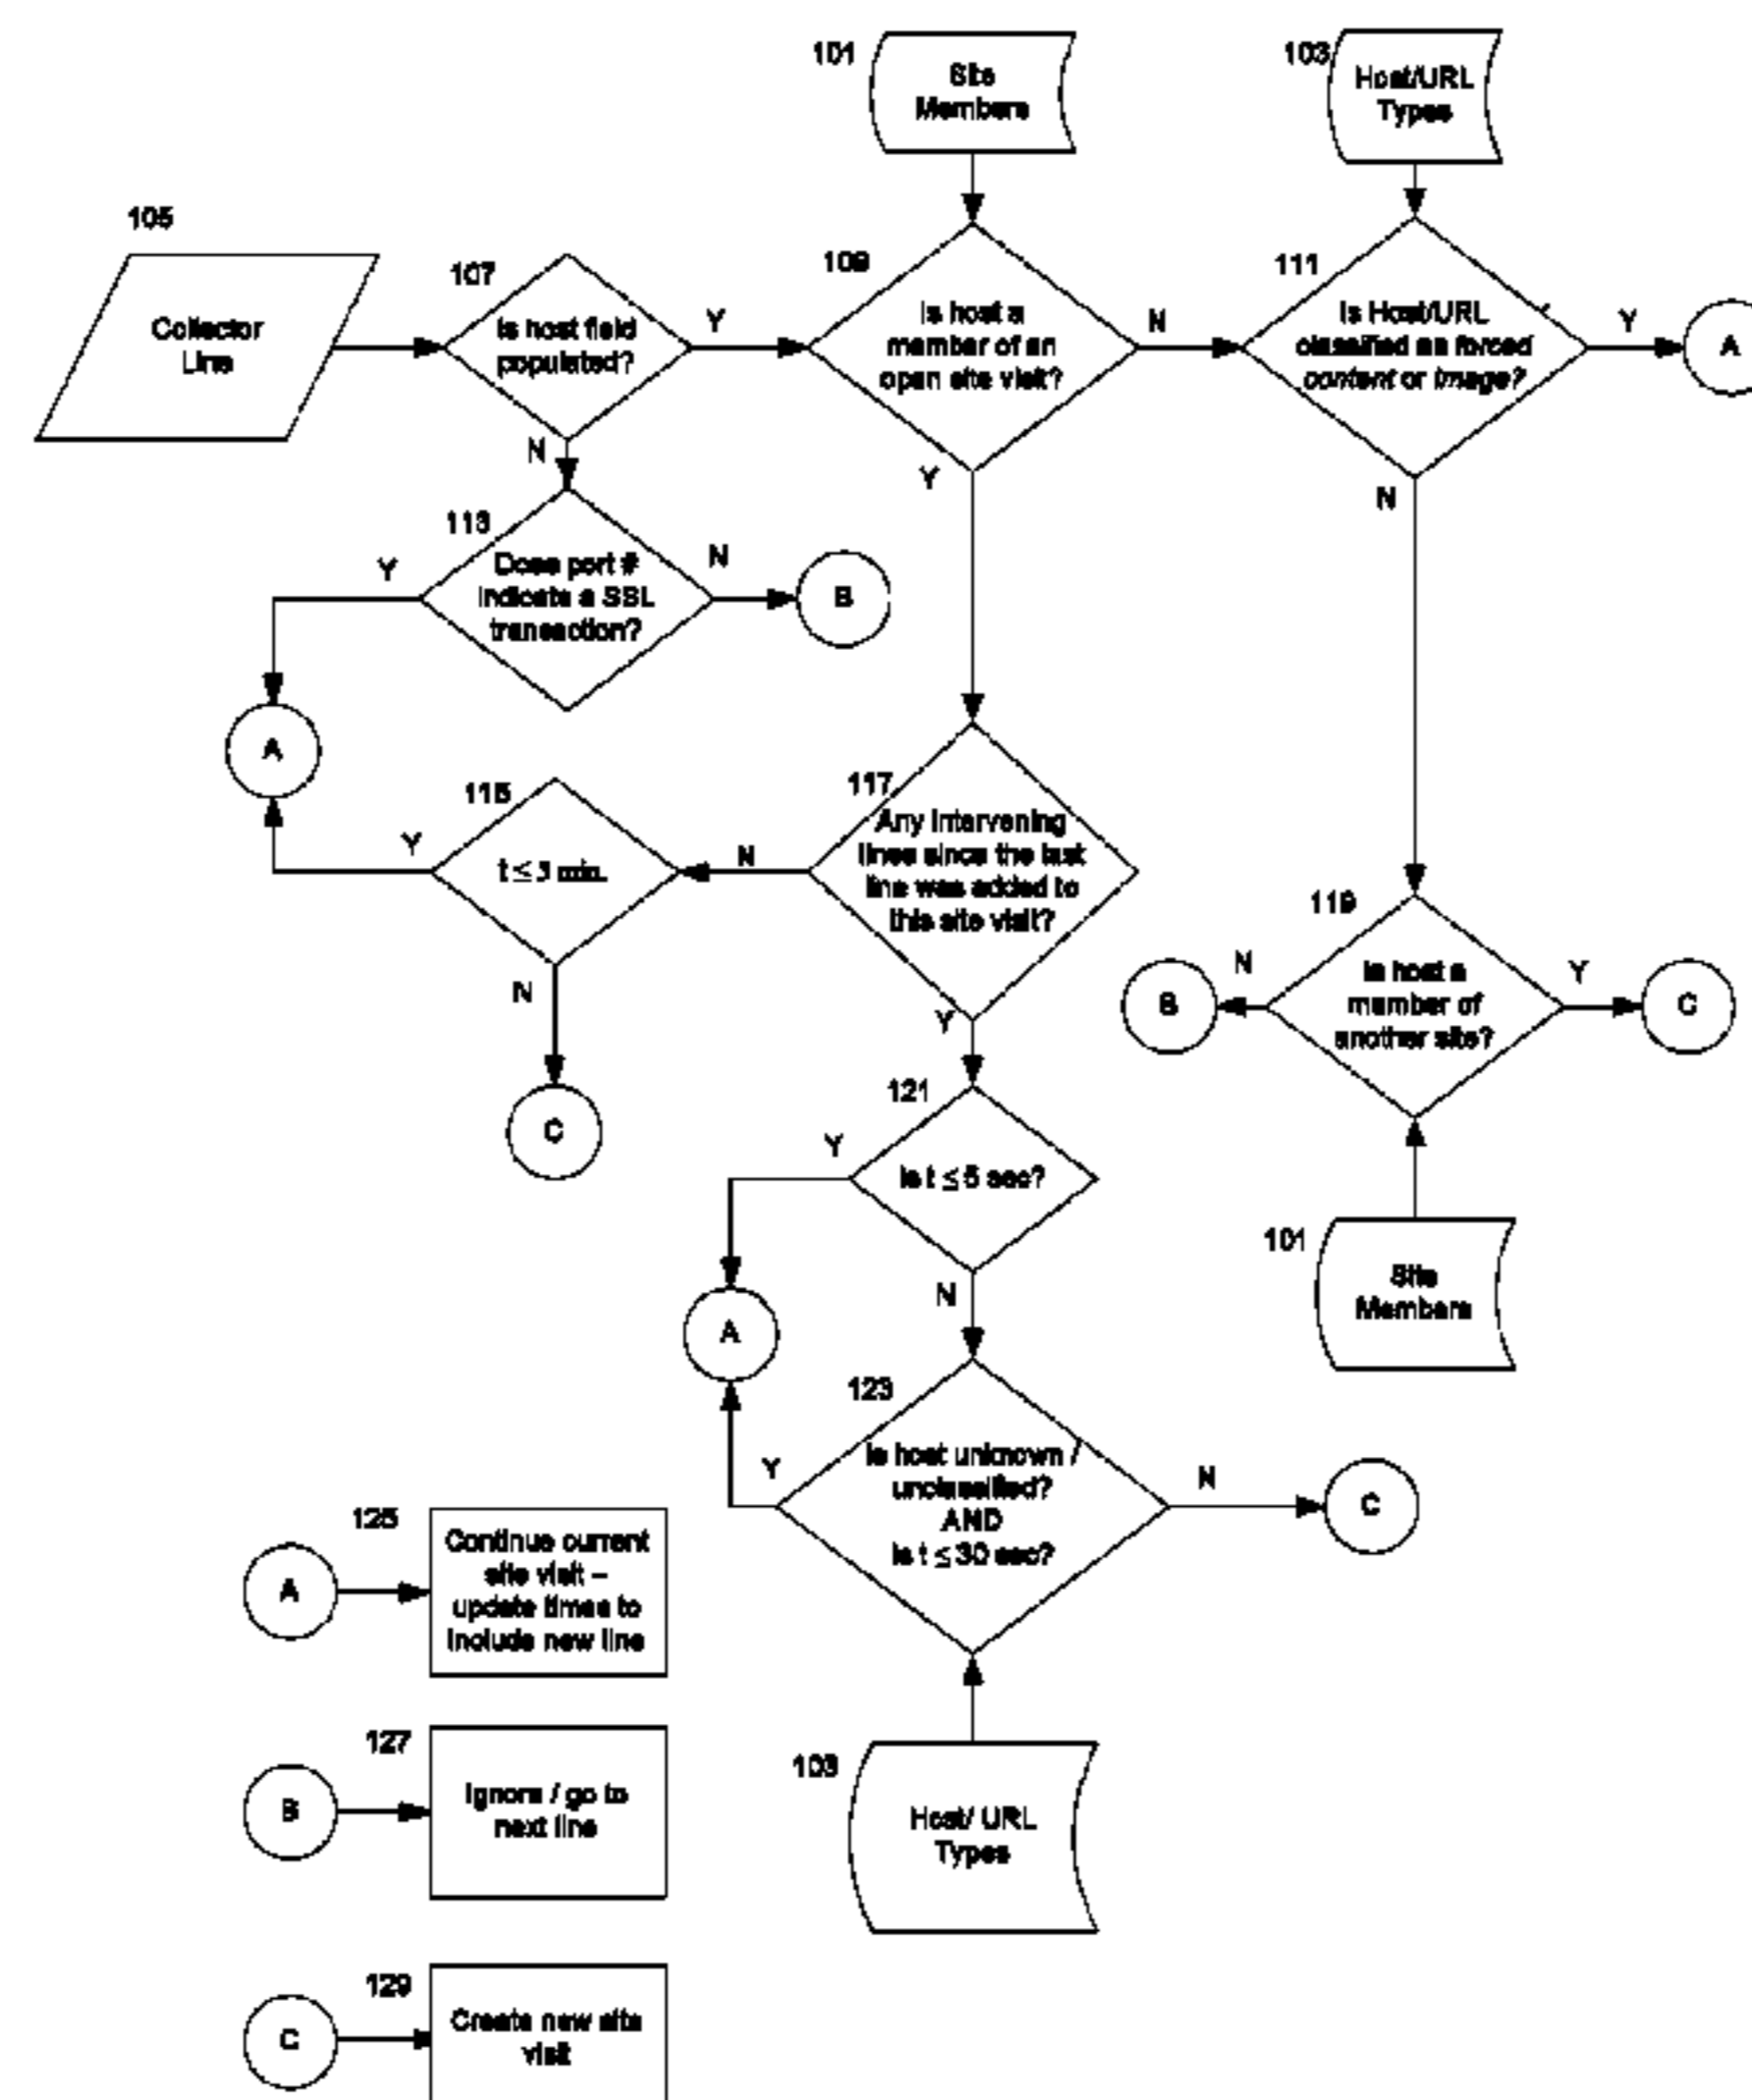 101
Site
Members
103
Host/URL
Types
105
Collector
Line
107
Is host field
populated?
Y
N
109
Is host a
member of an
open site visit?
N
Y
111
Is Host/URL
classified as forced
content or image?
Y
A
N
113
Does port #
indicate a SSL
transaction?
Y
N
B
A
115
t ≤ 3 min.
Y
N
C
117
Any intervening
lines since the last
line was added to
this site visit?
N
Y
119
Is host a
member of
another site?
N
B
Y
C
101
Site
Members
121
Is t ≤ 5 sec?
Y
N
A
123
Is host unknown /
unclassified?
AND
Is t ≤ 30 sec?
Y
N
C
103
Host/ URL
Types
125
A
Continue current
site visit –
update times to
include new line
127
B
Ignore / go to
next line
129
C
Create new site
visit